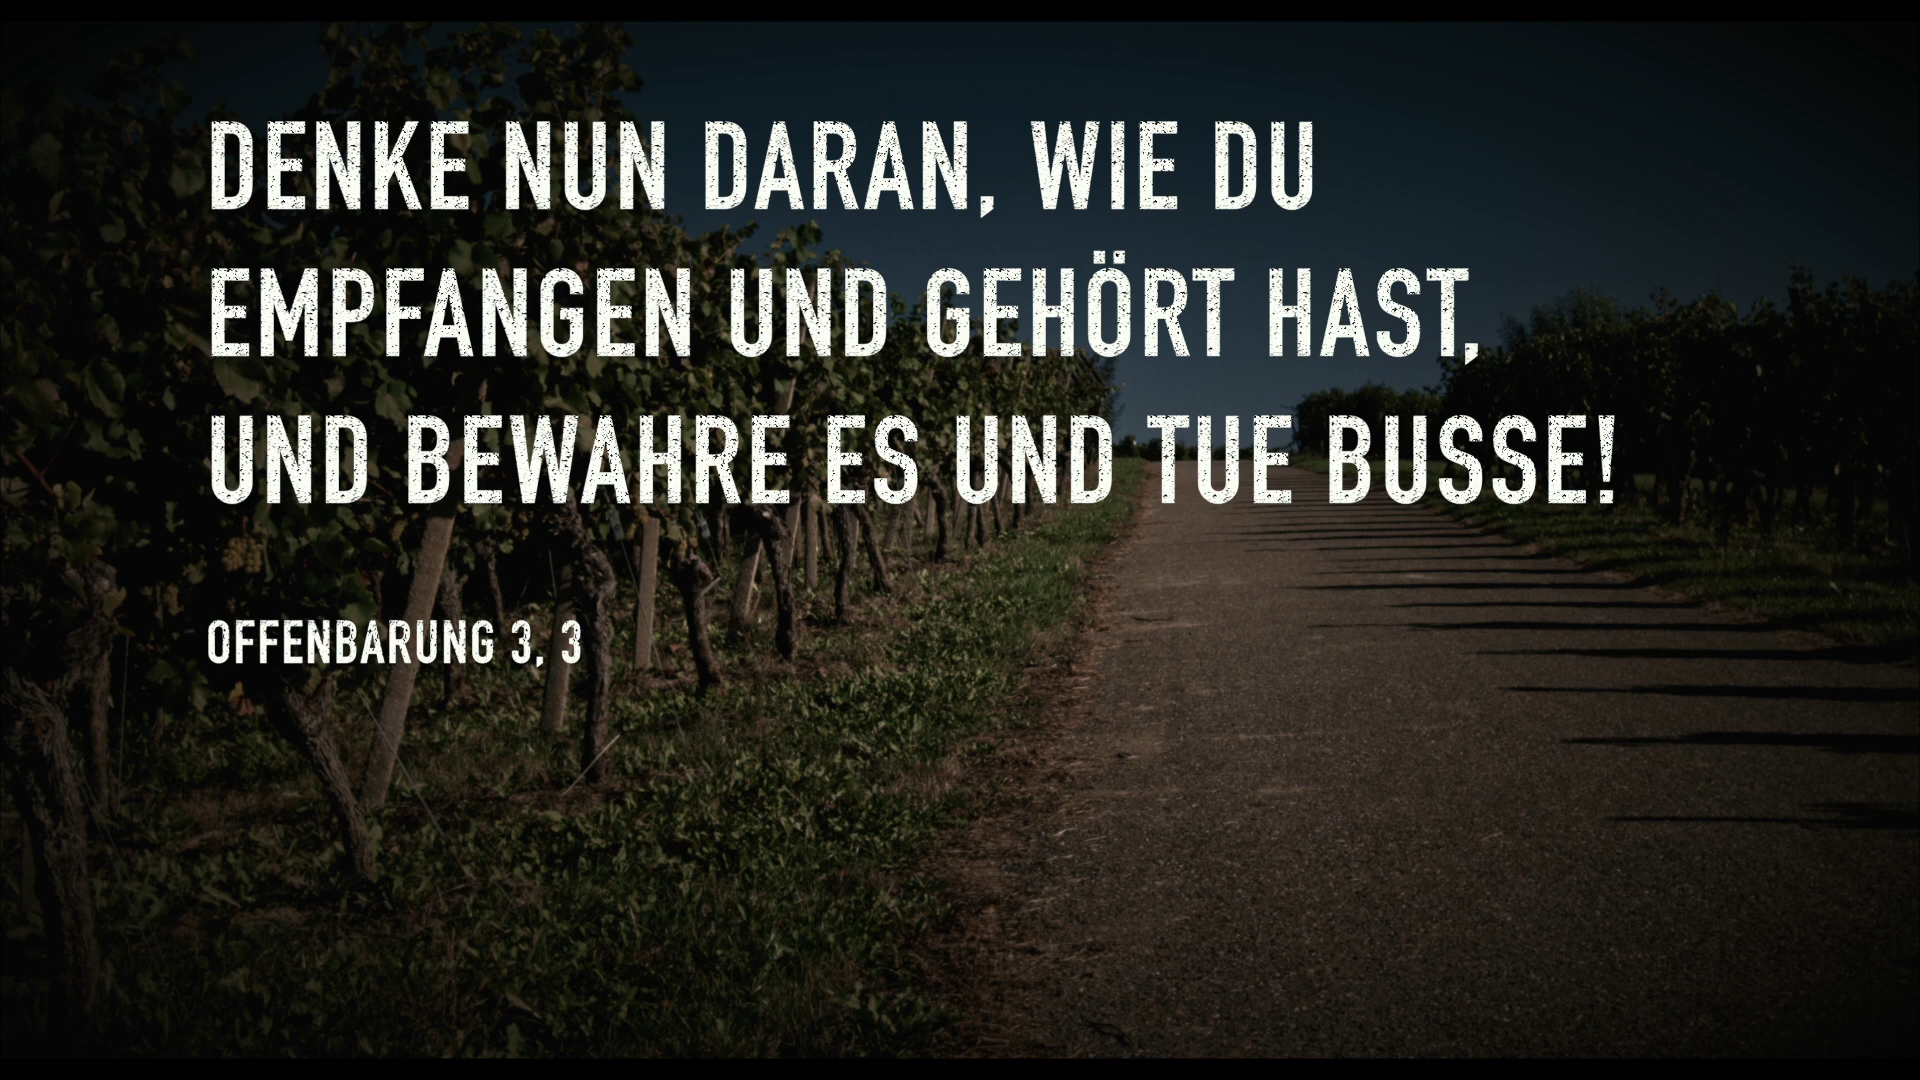 DENKE NUN DARAN, WIE DU
EMPFANGEN UND GEHÖRT HAST,
UND BEWAHRE ES UND TUE BUSSE!
OFFENBARUNG 3, 3